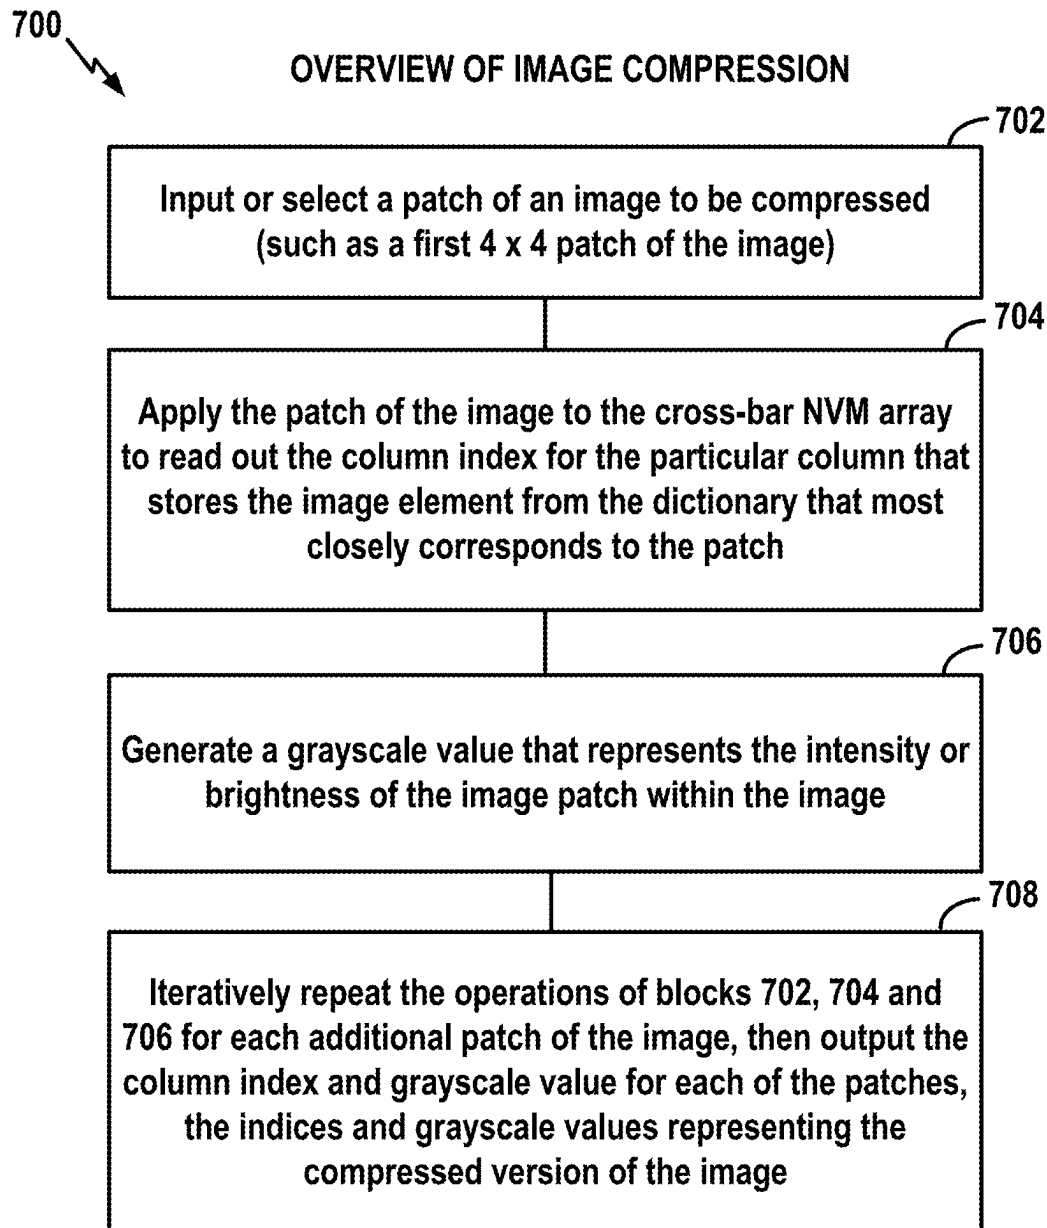 700
OVERVIEW OF IMAGE COMPRESSION
702
Input or select a patch of an image to be compressed
(such as a first 4 x 4 patch of the image)
704
Apply the patch of the image to the cross-bar NVM array
to read out the column index for the particular column that
stores the image element from the dictionary that most
closely corresponds to the patch
706
Generate a grayscale value that represents the intensity or
brightness of the image patch within the image
708
Iteratively repeat the operations of blocks 702, 704 and
706 for each additional patch of the image, then output the
column index and grayscale value for each of the patches,
the indices and grayscale values representing the
compressed version of the image